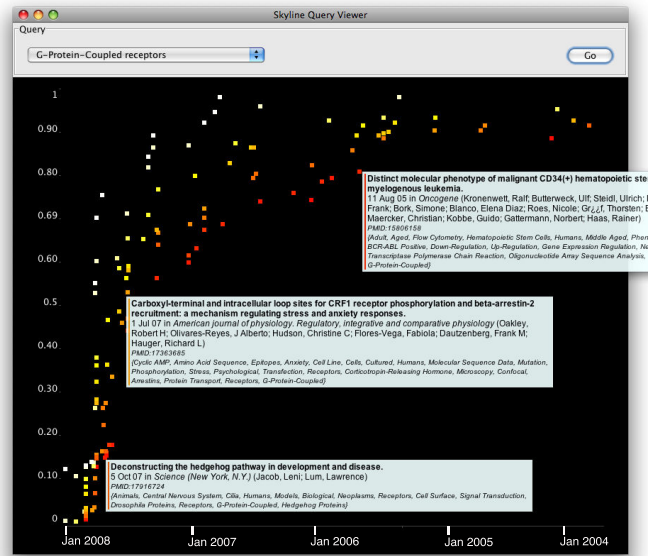 Skyline Query Viewer
Query
G-Protein-Coupled receptors
Go
1
0.90
0.80
0.69
0.60
0.5
0.40
0.30
0.20
0.10
0
Distinct molecular phenotype of malignant CD34(+) hematopoietic ste
myelogenous leukemia.
11 Aug 05 in Oncogene (Kronenwett, Ralf; Butterweck, Ulf; Steidl, Ulrich;
Frank; Bork, Simone; Blanco, Elena Diaz; Roes, Nicole; Gr¿¿f, Thorsten;
Maercker, Christian; Kobbe, Guido; Gattermann, Norbert; Haas, Rainer)
PMID:15806158
{Adult, Aged, Flow Cytometry, Hematopoietic Stem Cells, Humans, Middle Aged, Phen
BCR-ABL Positive, Down-Regulation, Up-Regulation, Gene Expression Regulation, Ne
Transcriptase Polymerase Chain Reaction, Oligonucleotide Array Sequence Analysis,
G-Protein-Coupled}
Carboxyl-terminal and intracellular loop sites for CRF1 receptor phosphorylation and beta-arrestin-2
recruitment: a mechanism regulating stress and anxiety responses.
1 Jul 07 in American journal of physiology. Regulatory, integrative and comparative physiology (Oakley,
Robert H; Olivares-Reyes, J Alberto; Hudson, Christine C; Flores-Vega, Fabiola; Dautzenberg, Frank M;
Hauger, Richard L)
PMID:17363685
{Cyclic AMP, Amino Acid Sequence, Epitopes, Anxiety, Cell Line, Cells, Cultured, Humans, Molecular Sequence Data, Mutation,
Phosphorylation, Stress, Psychological, Transfection, Receptors, Corticotropin-Releasing Hormone, Microscopy, Confocal,
Arrestins, Protein Transport, Receptors, G-Protein-Coupled}
Deconstructing the hedgehog pathway in development and disease.
5 Oct 07 in Science (New York, N.Y.) (Jacob, Leni; Lum, Lawrence)
PMID:17916724
{Animals, Central Nervous System, Cilia, Humans, Models, Biological, Neoplasms, Receptors, Cell Surface, Signal Transduction,
Drosophila Proteins, Receptors, G-Protein-Coupled, Hedgehog Proteins}
Jan 2008
Jan 2007
Jan 2006
Jan 2005
Jan 2004